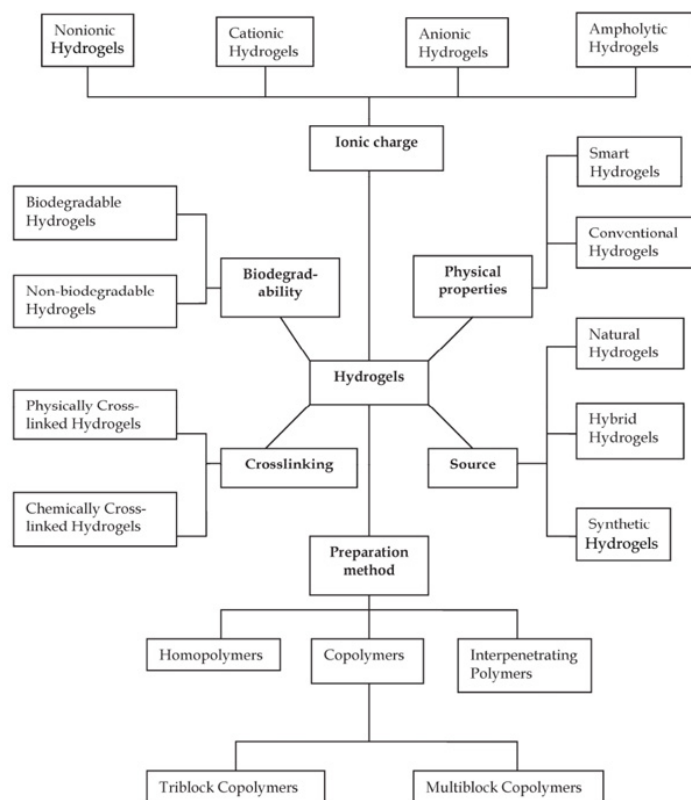 Nonionic
Hydrogels
Cationic
Hydrogels
Anionic
Hydrogels
Ampholytic
Hydrogels
Ionic charge
Smart
Hydrogels
Biodegradable
Hydrogels
Conventional
Hydrogels
Biodegrad-
ability
Physical
properties
Non-biodegradable
Hydrogels
Natural
Hydrogels
Hydrogels
Physically Cross-
linked Hydrogels
Hybrid
Hydrogels
Crosslinking
Source
Chemically Cross-
linked Hydrogels
Synthetic
Hydrogels
Preparation
method
Homopolymers
Copolymers
Interpenetrating
Polymers
Triblock Copolymers
Multiblock Copolymers